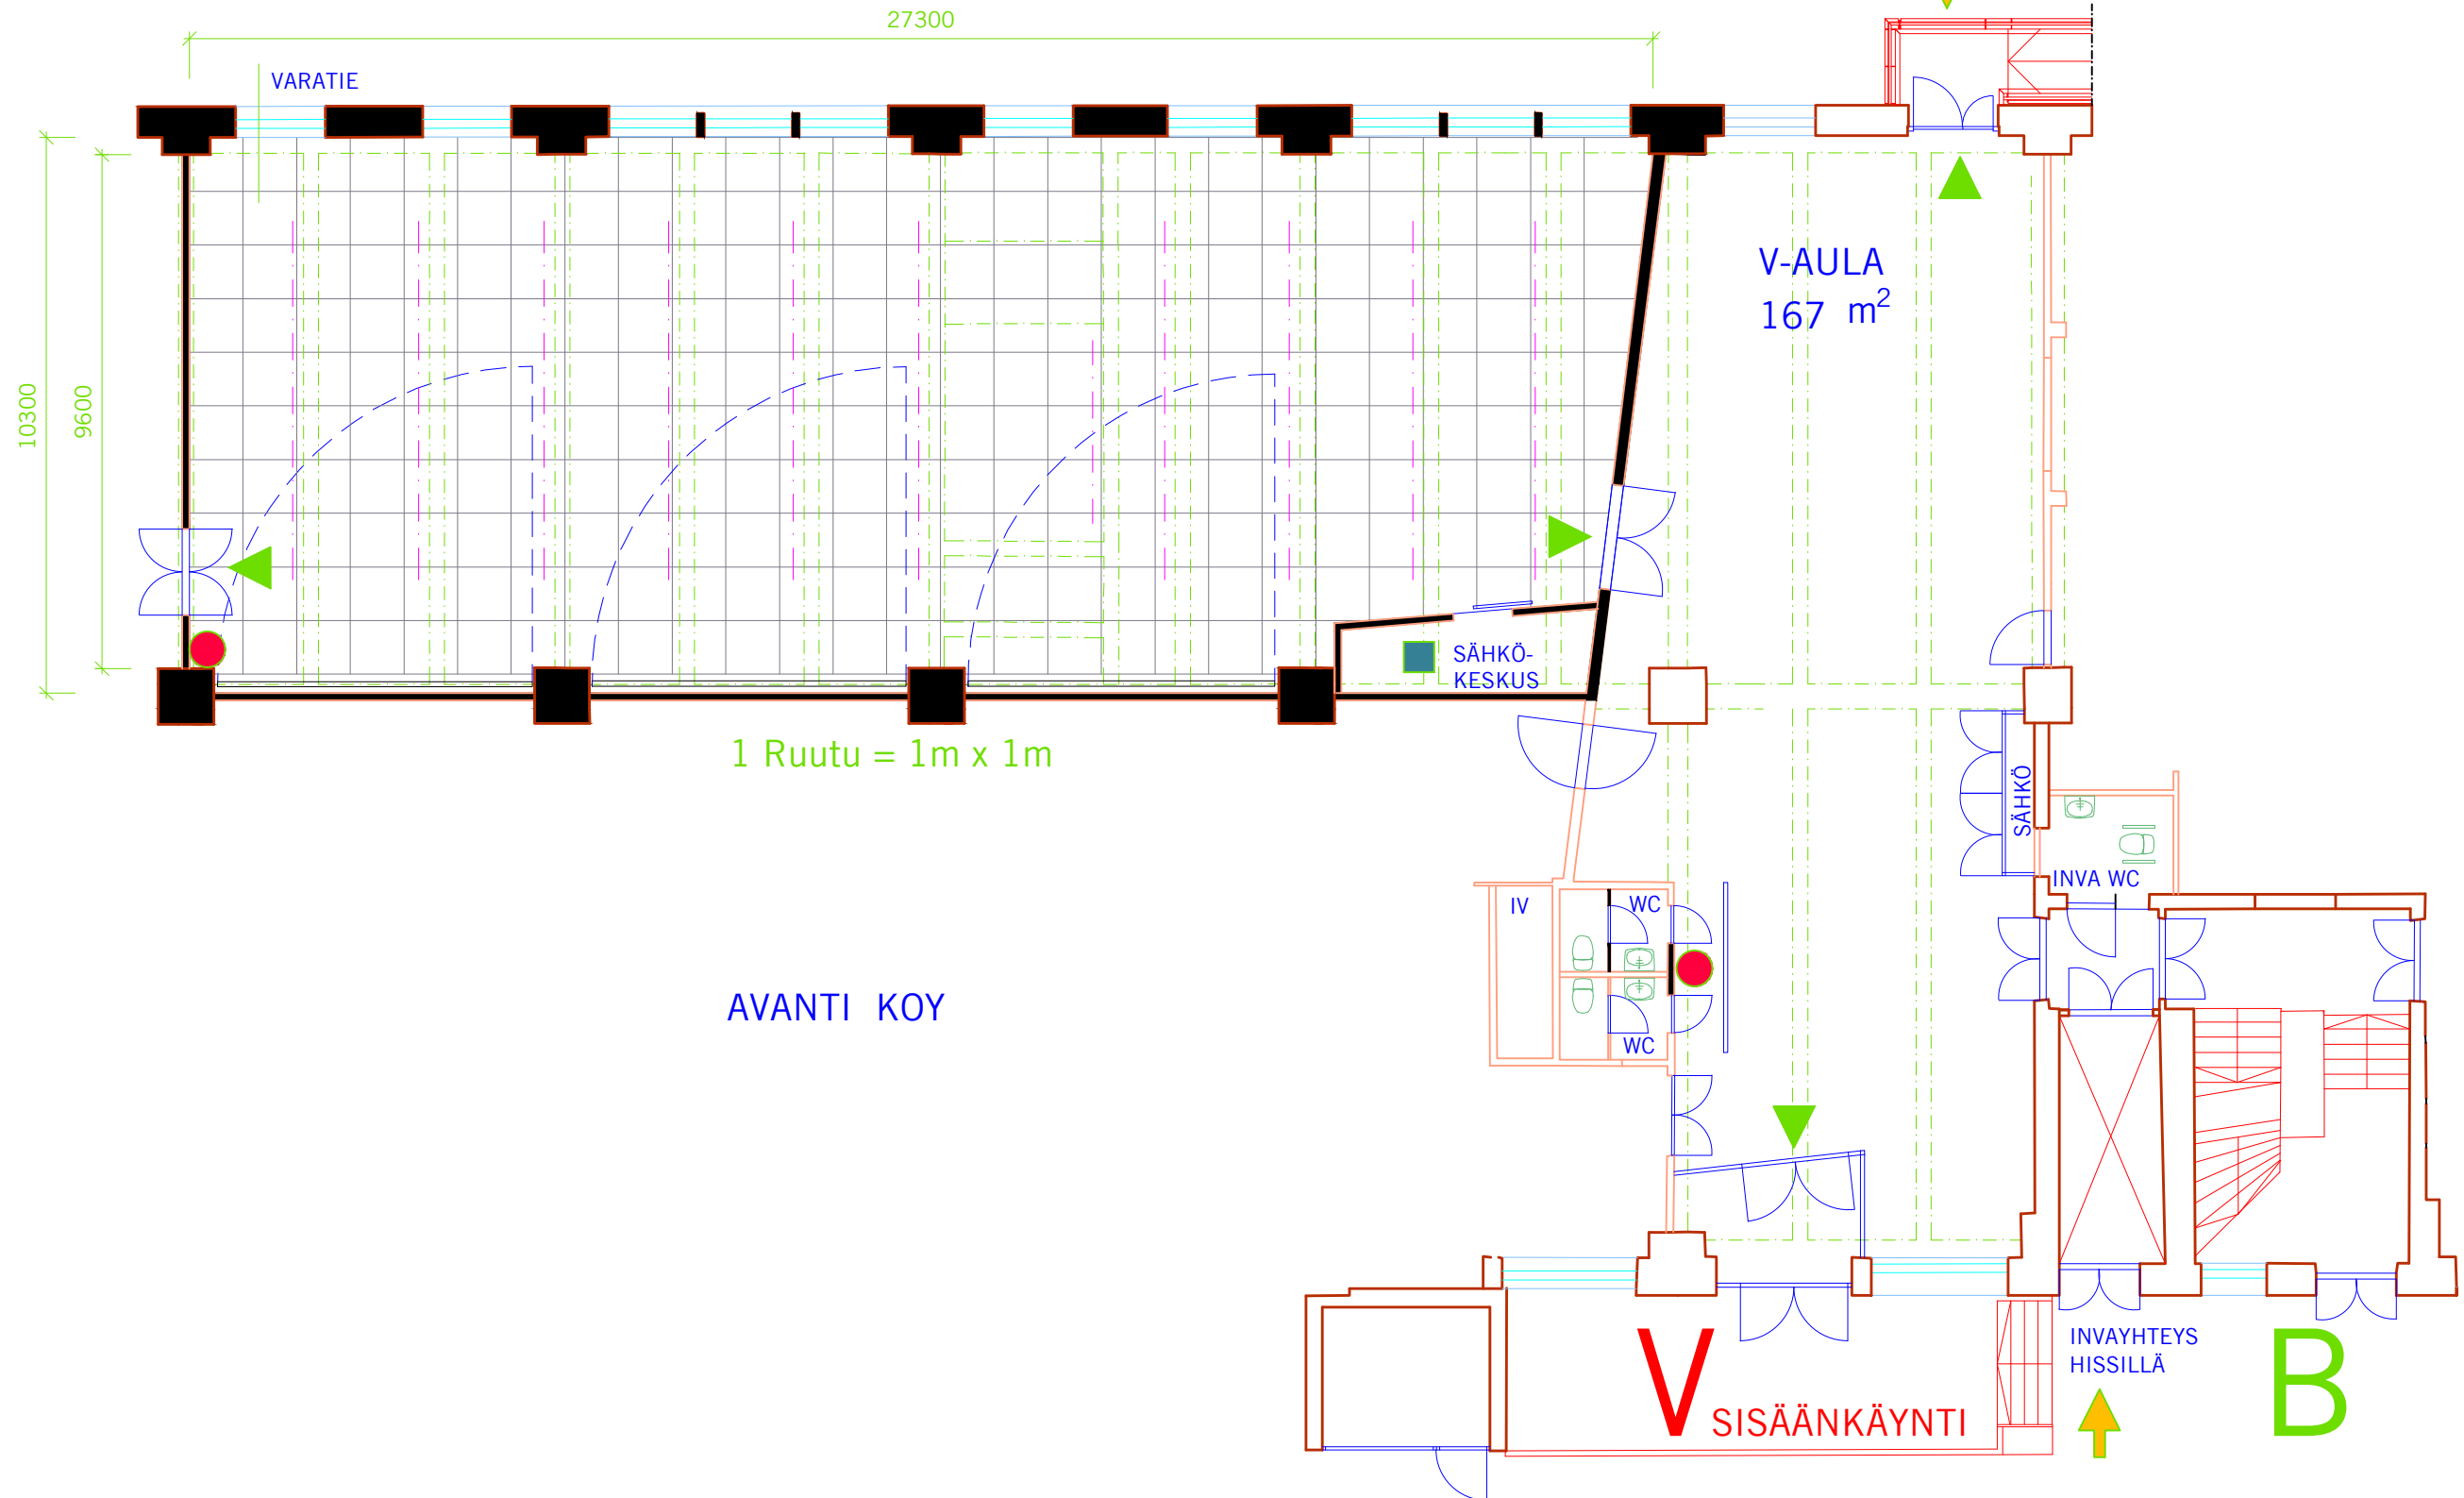 27300
VARATIE
10300
9600
V-AULA
167 m²
SÄHKÖ-
KESKUS
1 Ruutu = 1m x 1m
SÄHKÖ
INVA WC
IV
WC
AVANTI KOY
WC
INVAYHTEYS
HISSILLÄ
V SISÄÄNKÄYNTI
B